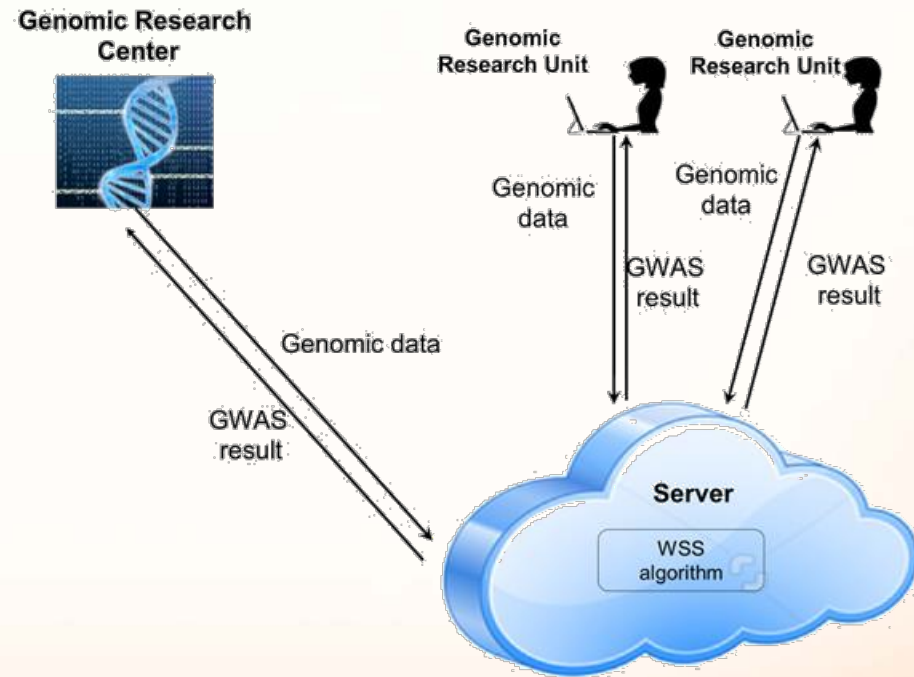 Genomic Research
Center
Genomic
Research Unit
Genomic
Research Unit
Genomic
data
Genomic
data
GWAS
result
GWAS
result
Genomic data
GWAS
result
Server
WSS
algorithm